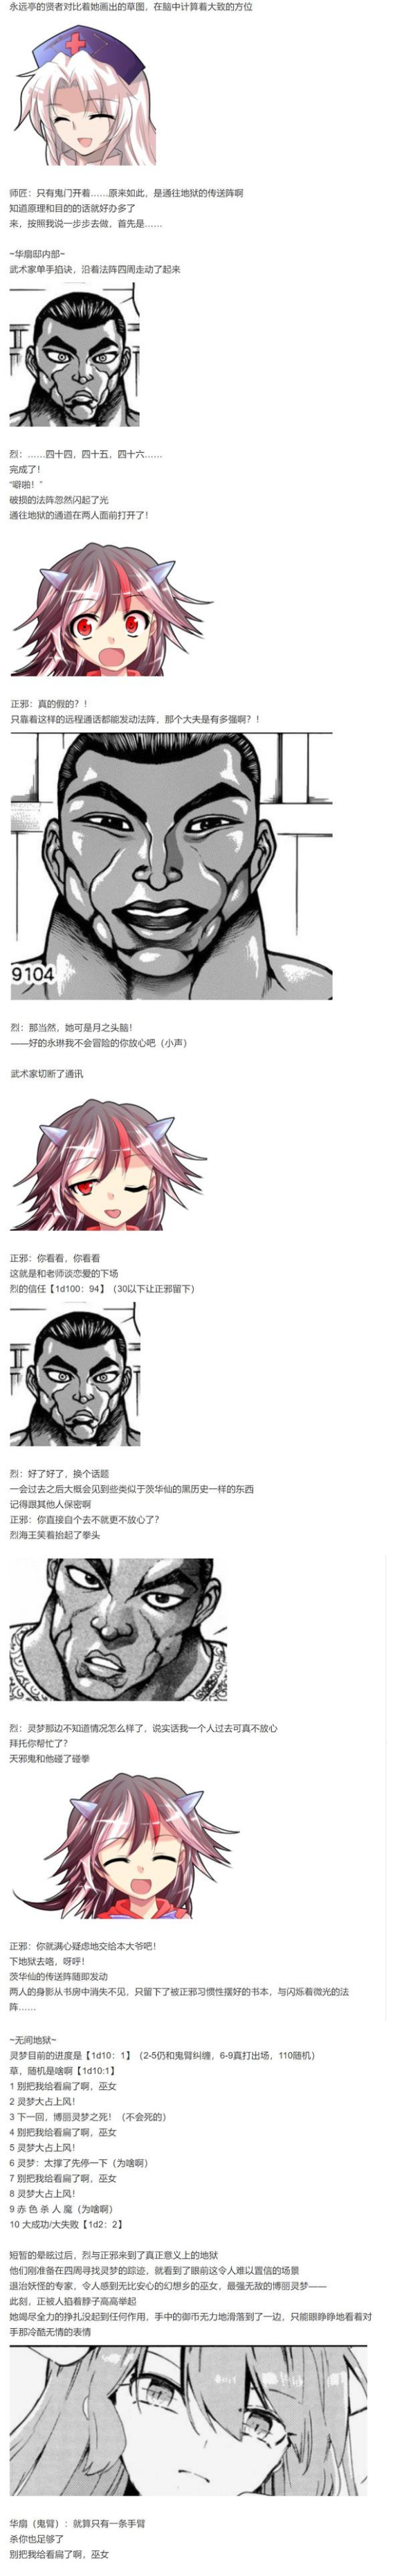 永远亭的贤者对比着她画出的草图，在脑中计算着大致的方位
师匠：只有鬼门开着……原来如此，是通往地狱的传送阵啊
知道原理和目的的话就好办多了
来，按照我说一步步去做，首先是……
~华扇邸内部~
武术家单手掐诀，沿着法阵四周走动了起来
烈：……四十四，四十五，四十六……
完成了！
“噼啪！”
破损的法阵忽然闪起了光
通往地狱的通道在两人面前打开了！
正邪：真的假的？！
只靠着这样的远程通话都能发动法阵，那个大夫是有多强啊？！
9104
烈：那当然，她可是月之头脑！
——好的永琳我不会冒险的你放心吧（小声）
武术家切断了通讯
正邪：你看看，你看看
这就是和老师谈恋爱的下场
烈的信任【1d100：94】（30以下让正邪留下）
烈：好了好了，换个话题
一会过去之后大概会见到些类似于茨华仙的黑历史一样的东西
记得跟其他人保密啊
正邪：你直接自个去不就更不放心了？
烈海王笑着抬起了拳头
烈：灵梦那边不知道情况怎么样了，说实话我一个人过去可真不放心
拜托你帮忙了？
天邪鬼和他碰了碰拳
正邪：你就满心疑虑地交给本大爷吧！
下地狱去咯，呀呼！
茨华仙的传送阵随即发动
两人的身影从书房中消失不见，只留下了被正邪习惯性摆好的书本，与闪烁着微光的法
阵……
~无间地狱~
灵梦目前的进度是【1d10：1】（2-5仍和鬼臂纠缠，6-9真打出场，110随机）
草，随机是啥啊【1d10:1】
1 别把我给看扁了啊，巫女
2 灵梦大占上风！
3 下一回，博丽灵梦之死！（不会死的）
4 别把我给看扁了啊，巫女
5 灵梦大占上风！
6 灵梦：太撑了先停一下（为啥啊）
7 别把我给看扁了啊，巫女
8 灵梦大占上风！
9 赤 色 杀 人 魔（为啥啊）
10 大成功/大失败【1d2：2】
短暂的晕眩过后，烈与正邪来到了真正意义上的地狱
他们刚准备在四周寻找灵梦的踪迹，就看到了眼前这令人难以置信的场景
退治妖怪的专家，令人感到无比安心的幻想乡的巫女，最强无敌的博丽灵梦——
此刻，正被人掐着脖子高高举起
她竭尽全力的挣扎没起到任何作用，手中的御币无力地滑落到了一边，只能眼睁睁地看着对
手那冷酷无情的表情
华扇（鬼臂）：就算只有一条手臂
杀你也足够了
别把我给看扁了啊，巫女